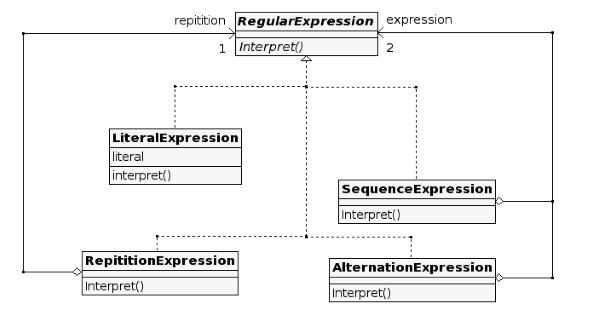 repitition
RegularExpression
expression
1
Interpret()
2
LiteralExpression
literal
interpret()
SequenceExpression
Interpret()
RepititionExpression
Interpret()
AlternationExpression
Interpret()